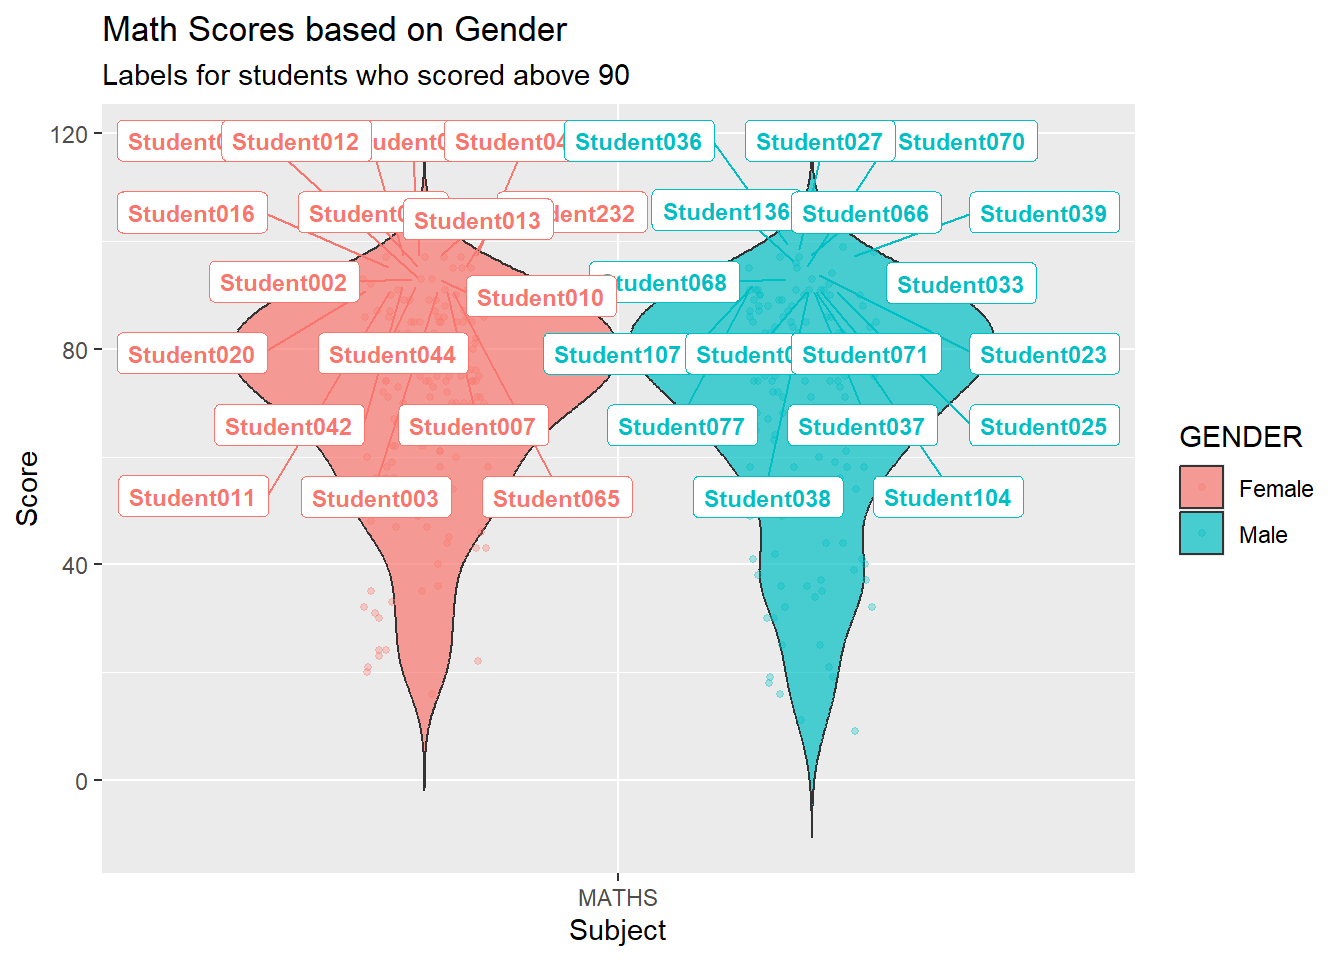 Math Scores based on Gender
Labels for students who scored above 90
120
80
40
0
Score
Student012
Student036
Student027
Student070
Student016
Student013
Student136
Student066
Student039
Student002
Student010
Student033
Student020
Student044
Student107
Student071
Student023
Student042
Student007
Student077
Student037
Student025
Student011
Student003
Student065
Student038
Student104
MATHS
Subject
GENDER
Female
Male